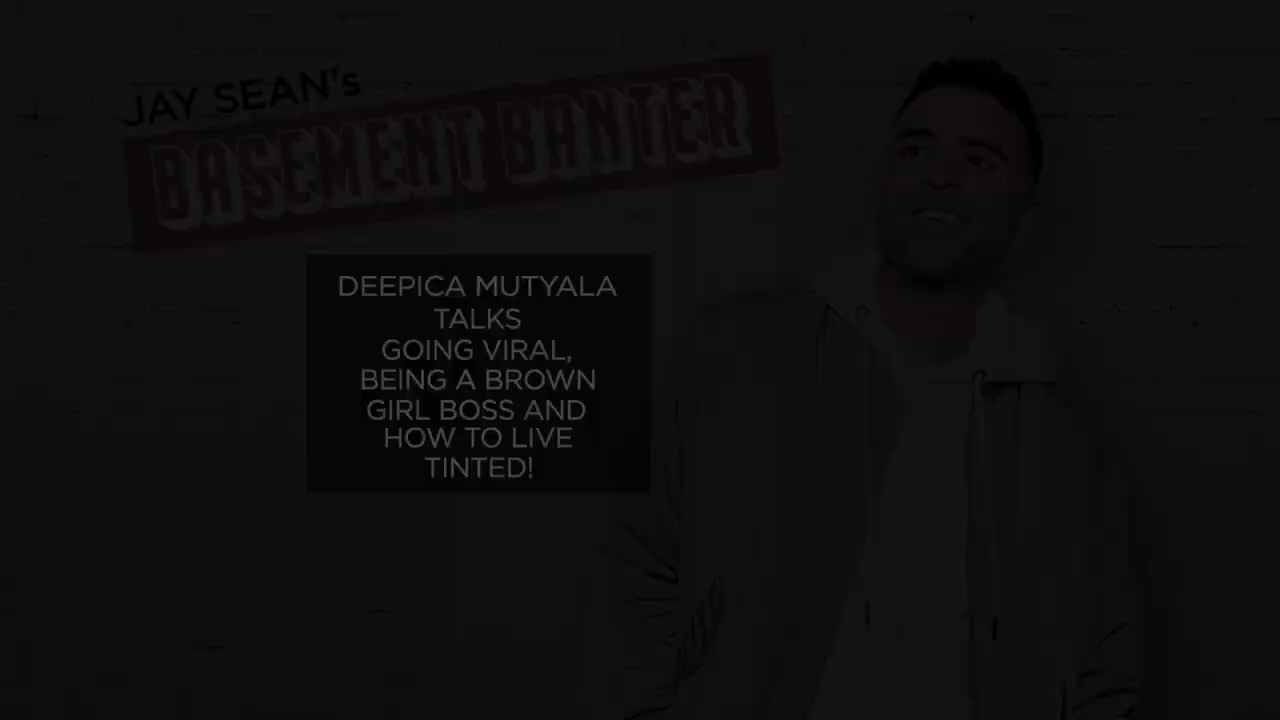 JAY SEAN's
BASEMENT BANTER
DEEPICA MUTYALA
TALKS
GOING VIRAL,
BEING A BROWN
GIRL BOSS AND
HOW TO LIVE
TINTED!